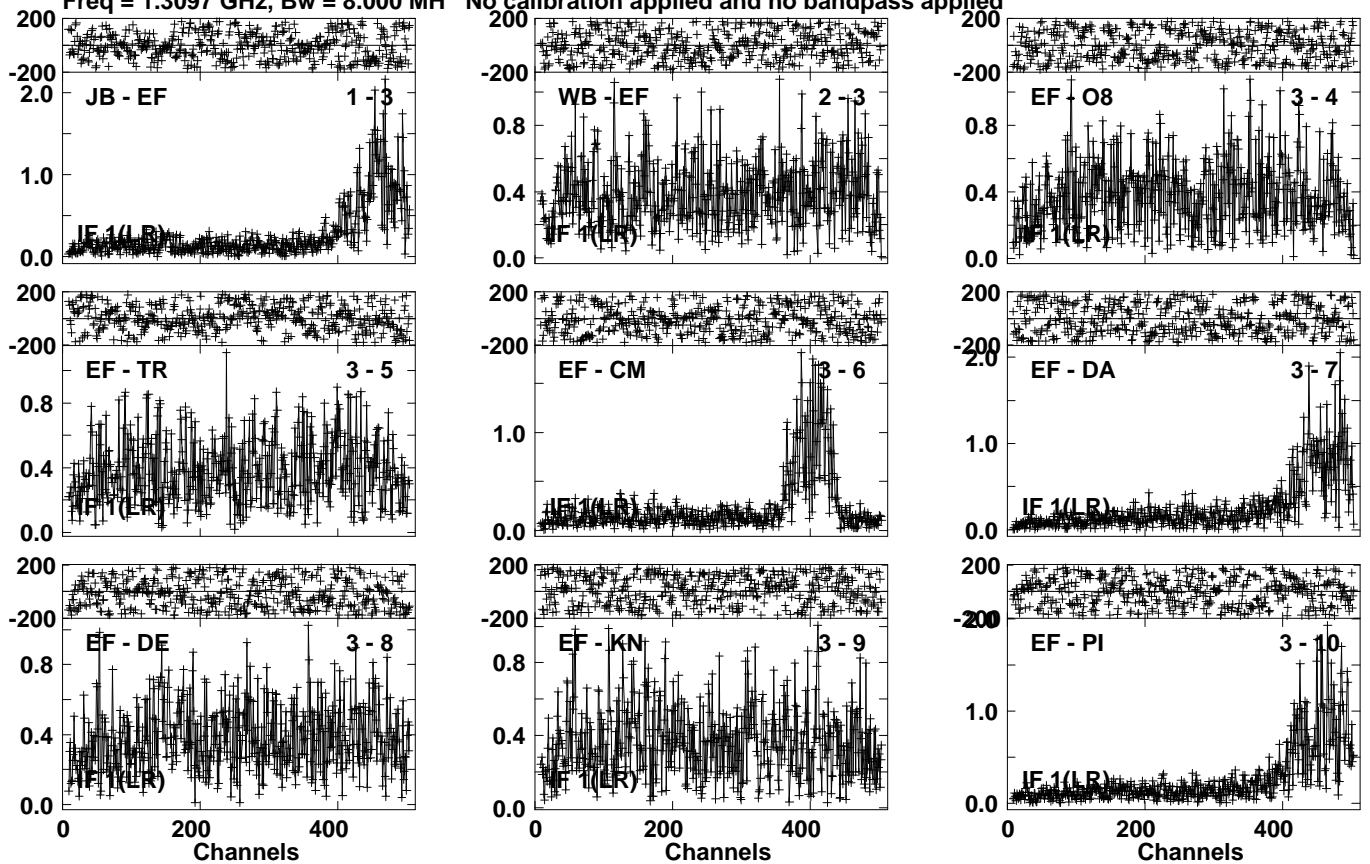 Freq = 1.3097 GHz, Bw = 8.000 MH No calibration applied and no bandpass applied
200 200 200
-200
2.0 JB - EF 1 - 3 WB - EF 2 - 3 EF - O8 3 - 4
0.8 0.8
1.0 0.4 0.4
IF 1(LR) IF 1(LR) IF 1(LR)
0.0 0.0 0.0
200 200 200
-200 -200 -200
2.0
EF - TR 3 - 5 EF - CM 3 - 6 EF - DA 3 - 7
0.8 1.0 1.0
0.4
IF 1(LR) IF 1(LR) IF 1(LR)
0.0 0.0 0.0
200 200 200
-200 -200 -200
2.0
EF - DE 3 - 8 EF - KN 3 - 9 EF - PI 3 - 10
0.8 0.8 1.0
0.4 0.4
IF 1(LR) IF 1(LR) IF 1(LR)
0.0 0.0 0.0
0 200 400 0 200 400 0 200 400
Channels Channels Channels